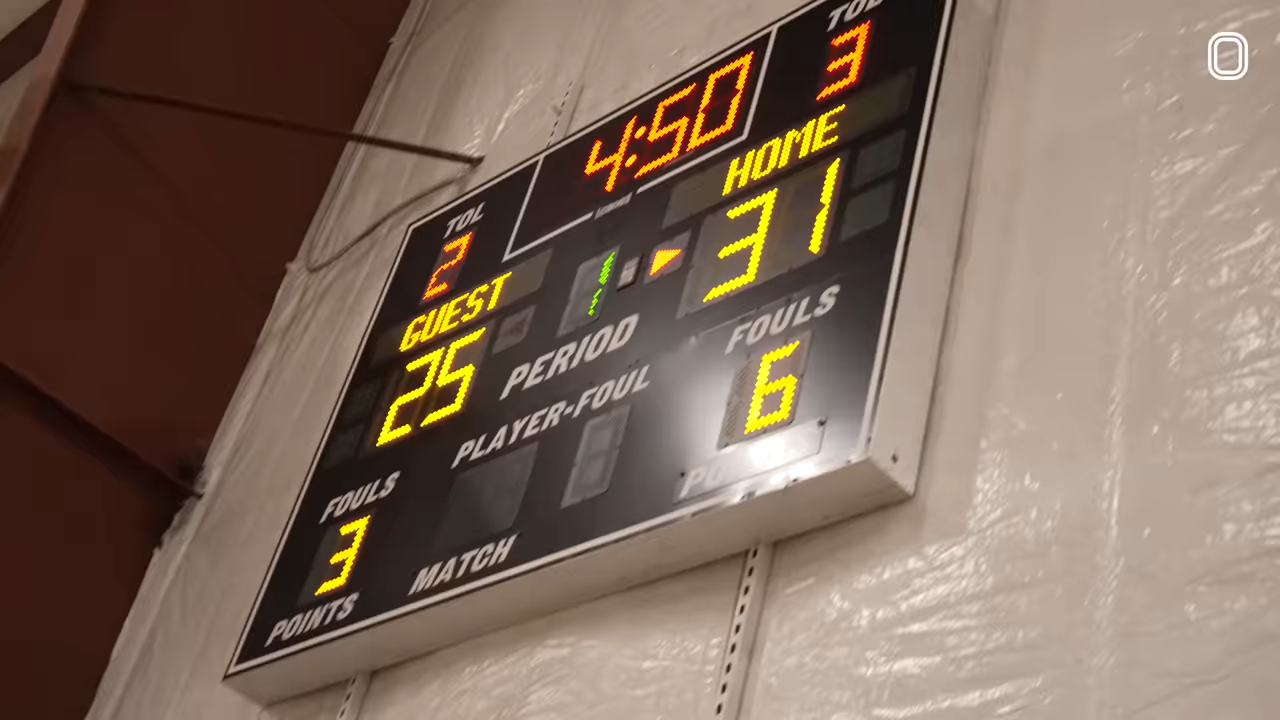 4:50
TOL
3
TOL
2
HOME
31
GUEST
25
1
PERIOD
FOULS
6
PLAYER-FOUL
FOULS
3
MATCH
POINTS